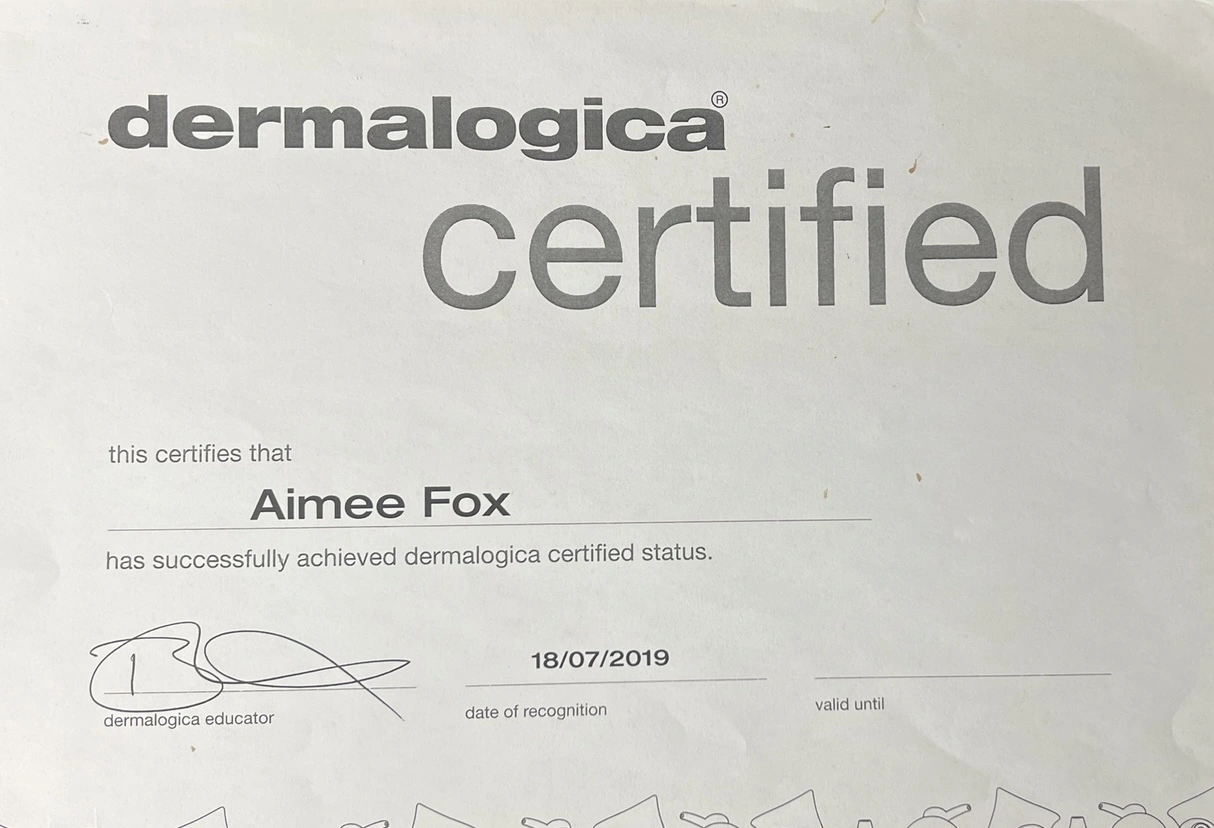 dermalogica®
certified
this certifies that
Aimee Fox
has successfully achieved dermalogica certified status.
18/07/2019
dermalogica educator
date of recognition
valid until